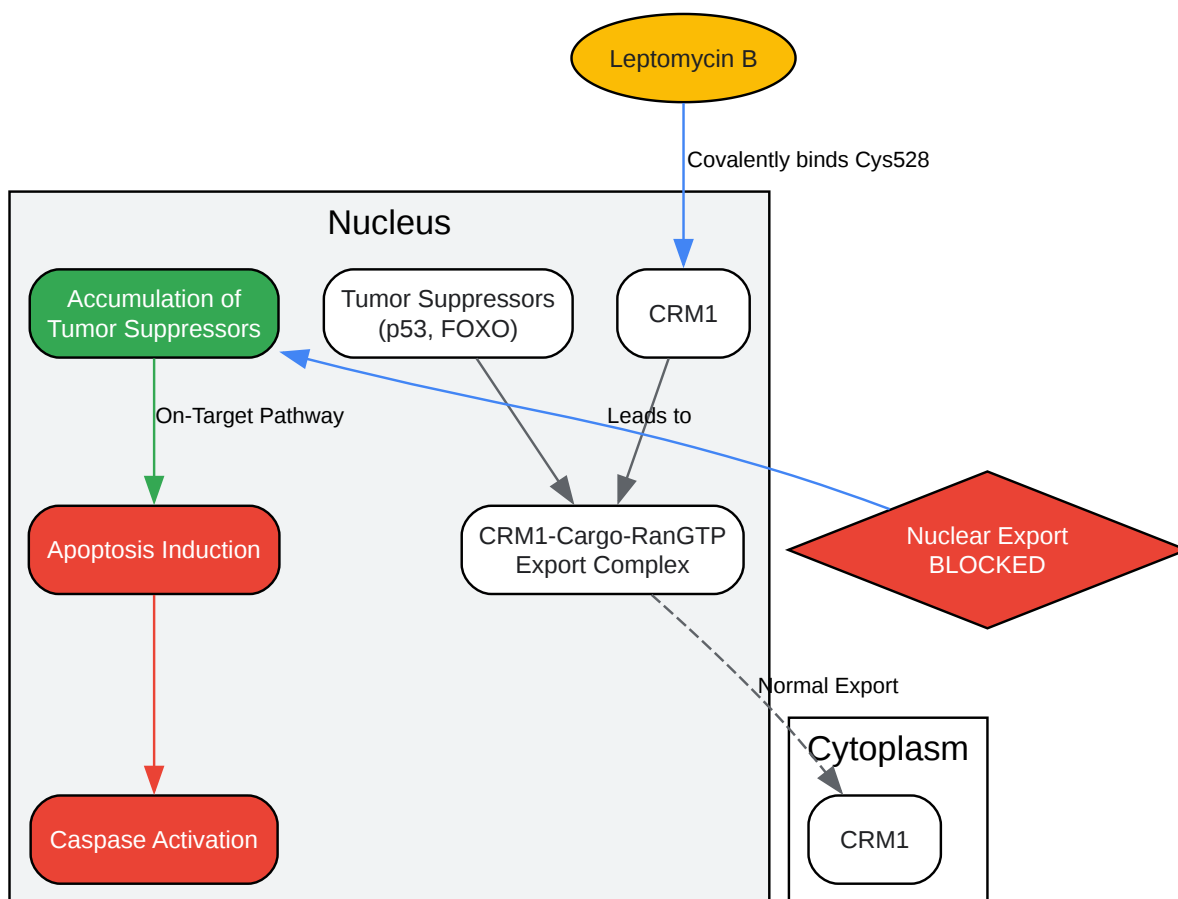 Leptomycin B
Covalently binds Cys528
Nucleus
Accumulation of
Tumor Suppressors
Tumor Suppressors
(p53, FOXO)
CRM1
On-Target Pathway
Leads to
Apoptosis Induction
CRM1-Cargo-RanGTP
Export Complex
Nuclear Export
BLOCKED
Normal Export
Cytoplasm
Caspase Activation
CRM1